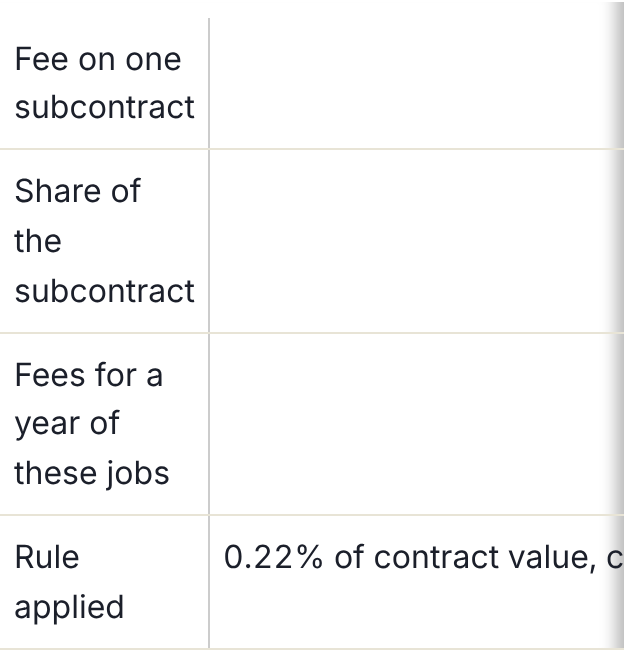 Fee on one
subcontract
Share of
the
subcontract
Fees for a
year of
these jobs
Rule
applied
0.22% of contract value, c